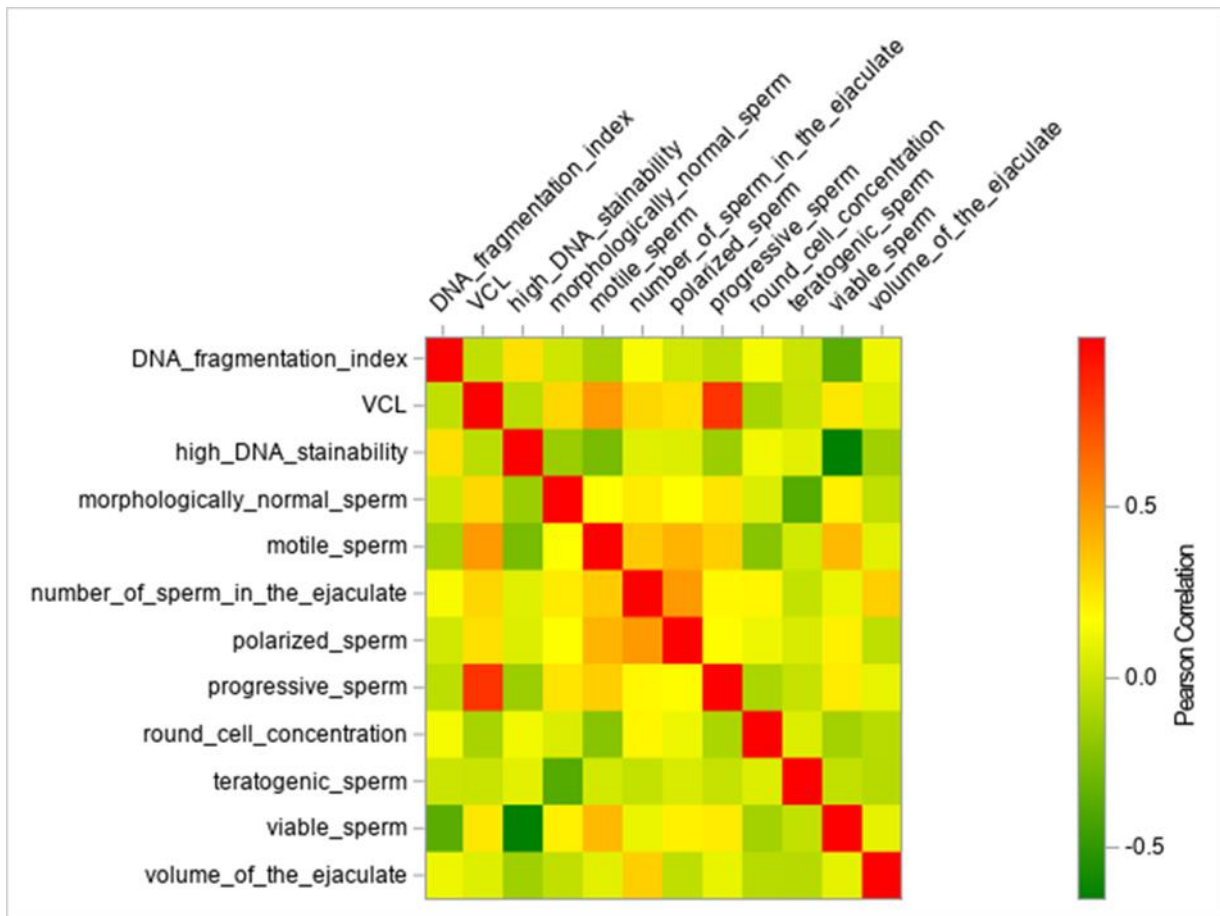 DNA_fragmentation_index
VCL
high_DNA_stainability
morphologically_normal_sperm
motile_sperm
number_of_sperm_in_the_ejaculate
polarized_sperm
progressive_sperm
round_cell_concentration
teratogenic_sperm
viable_sperm
volume_of_the_ejaculate
DNA_fragmentation_index
VCL
high_DNA_stainability
morphologically_normal_sperm
motile_sperm
number_of_sperm_in_the_ejaculate
polarized_sperm
progressive_sperm
round_cell_concentration
teratogenic_sperm
viable_sperm
volume_of_the_ejaculate
0.5
0.0
-0.5
Pearson Correlation